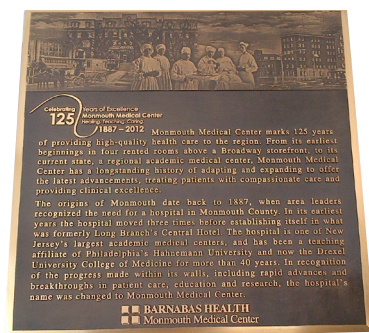 Celebrating
125
Years of Excellence
Monmouth Medical Center
Healing. Teaching. Caring.
1887 – 2012
Monmouth Medical Center marks 125 years
of providing high-quality health care to the region. From its earliest
beginnings in four rented rooms above a Broadway storefront, to its
current state, a regional academic medical center, Monmouth Medical
Center has a longstanding history of adapting and expanding to offer
the latest advancements, treating patients with compassionate care and
providing clinical excellence.
The origins of Monmouth date back to 1887, when area leaders
recognized the need for a hospital in Monmouth County. In its earliest
years the hospital moved three times before establishing itself in what
was formerly Long Branch's Central Hotel. The hospital is one of New
Jersey's largest academic medical centers, and has been a teaching
affiliate of Philadelphia's Hahnemann University and now the Drexel
University College of Medicine for more than 40 years. In recognition
of the progress made within its walls, including rapid advances and
breakthroughs in patient care, education and research, the hospital's
name was changed to Monmouth Medical Center.
BARNABAS HEALTH
Monmouth Medical Center